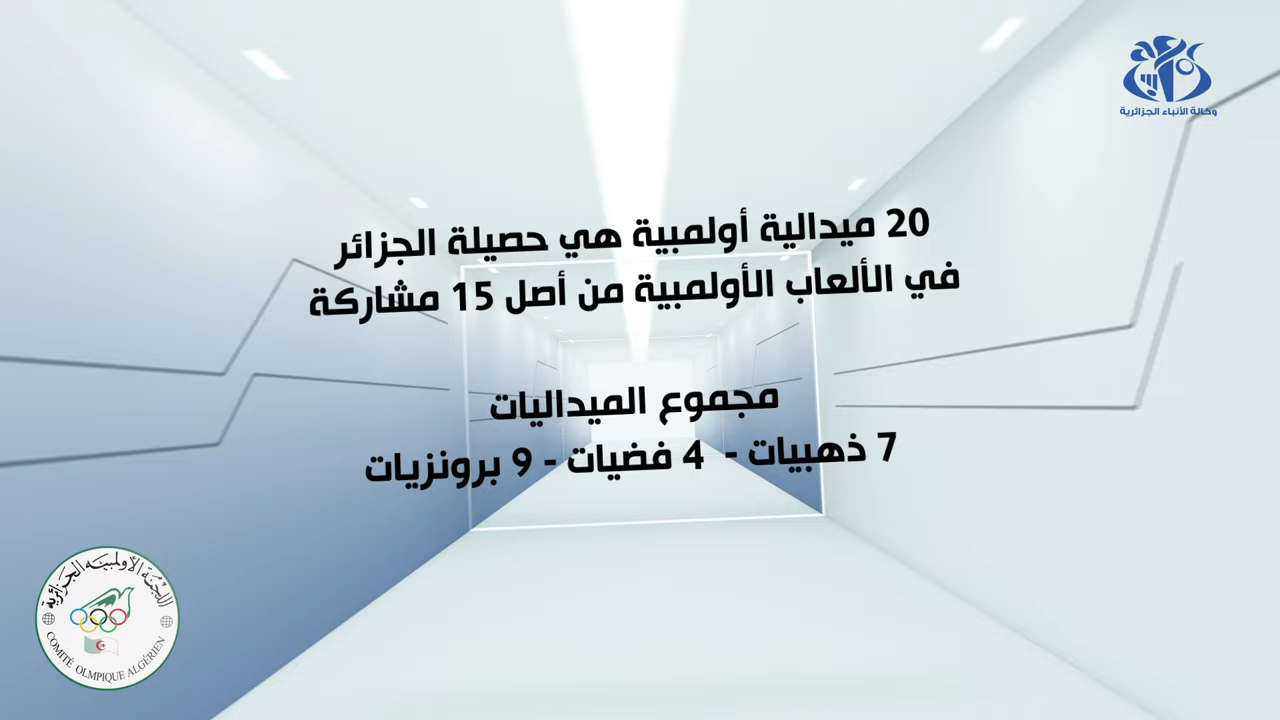 وكالة الأنباء الجزائرية
20 ميدالية أولمبية هي حصيلة الجزائر
في الألعاب الأولمبية من أصل 15 مشاركة
مجموع الميداليات
7 ذهبيات - 4 فضيات - 9 برونزيات
اللجنة الأولمبية الجزائرية
COMITÉ OLMPIQUE ALGÉRIEN